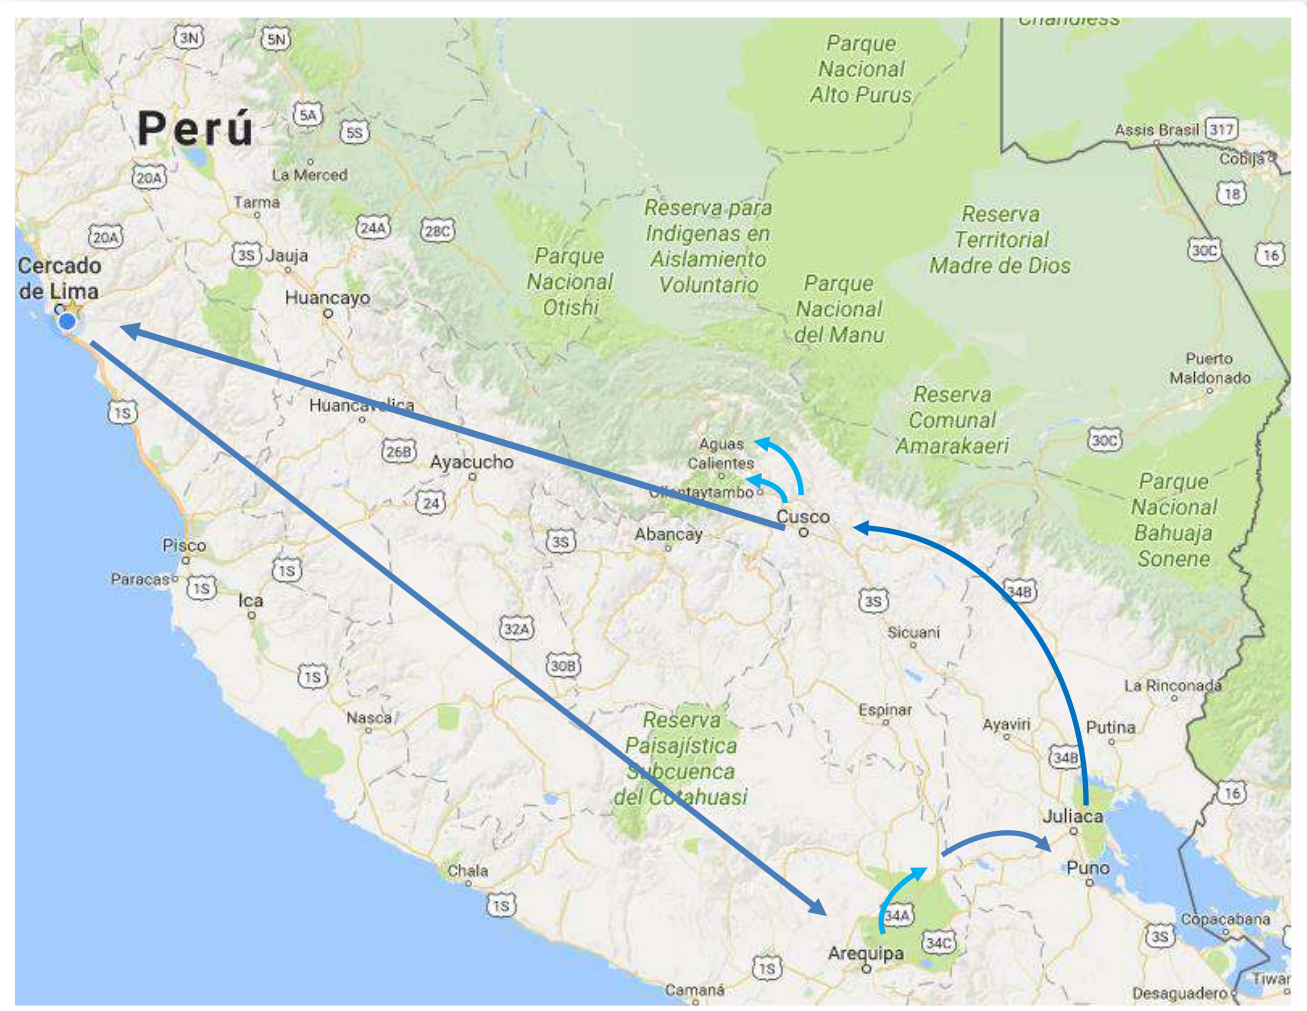 Chandless
3N
5N
Parque
Nacional
Alto Purus
Perú
5A
5S
Assis Brasil
317
Cobija
La Merced
20A
18
Tarma
Reserva para
Indigenas en
Aislamiento
Voluntario
Reserva
Territorial
Madre de Dios
24A
28C
20A
30C
16
3S
Jauja
Parque
Nacional
Otishi
Cercado
de Lima
Huancayo
Parque
Nacional
del Manu
Puerto
Maldonado
Reserva
Comunal
Amarakaeri
1S
Huancavelica
26B
30C
Aguas
Calientes
Ayacucho
Ollantaytambo
Parque
Nacional
Bahuaja
Sonene
24
Cusco
Abancay
3S
Pisco
Paracas
1S
1S
Ica
3S
34B
32A
Sicuani
30B
1S
La Rinconada
Nasca
Reserva
Paisajística
Subcuenca
del Cotahuasi
Espinar
Ayaviri
Putina
34B
16
Juliaca
Chala
Puno
1S
34A
Copacabana
3S
34C
Arequipa
1S
Camaná
Desaguadero
Tiwar